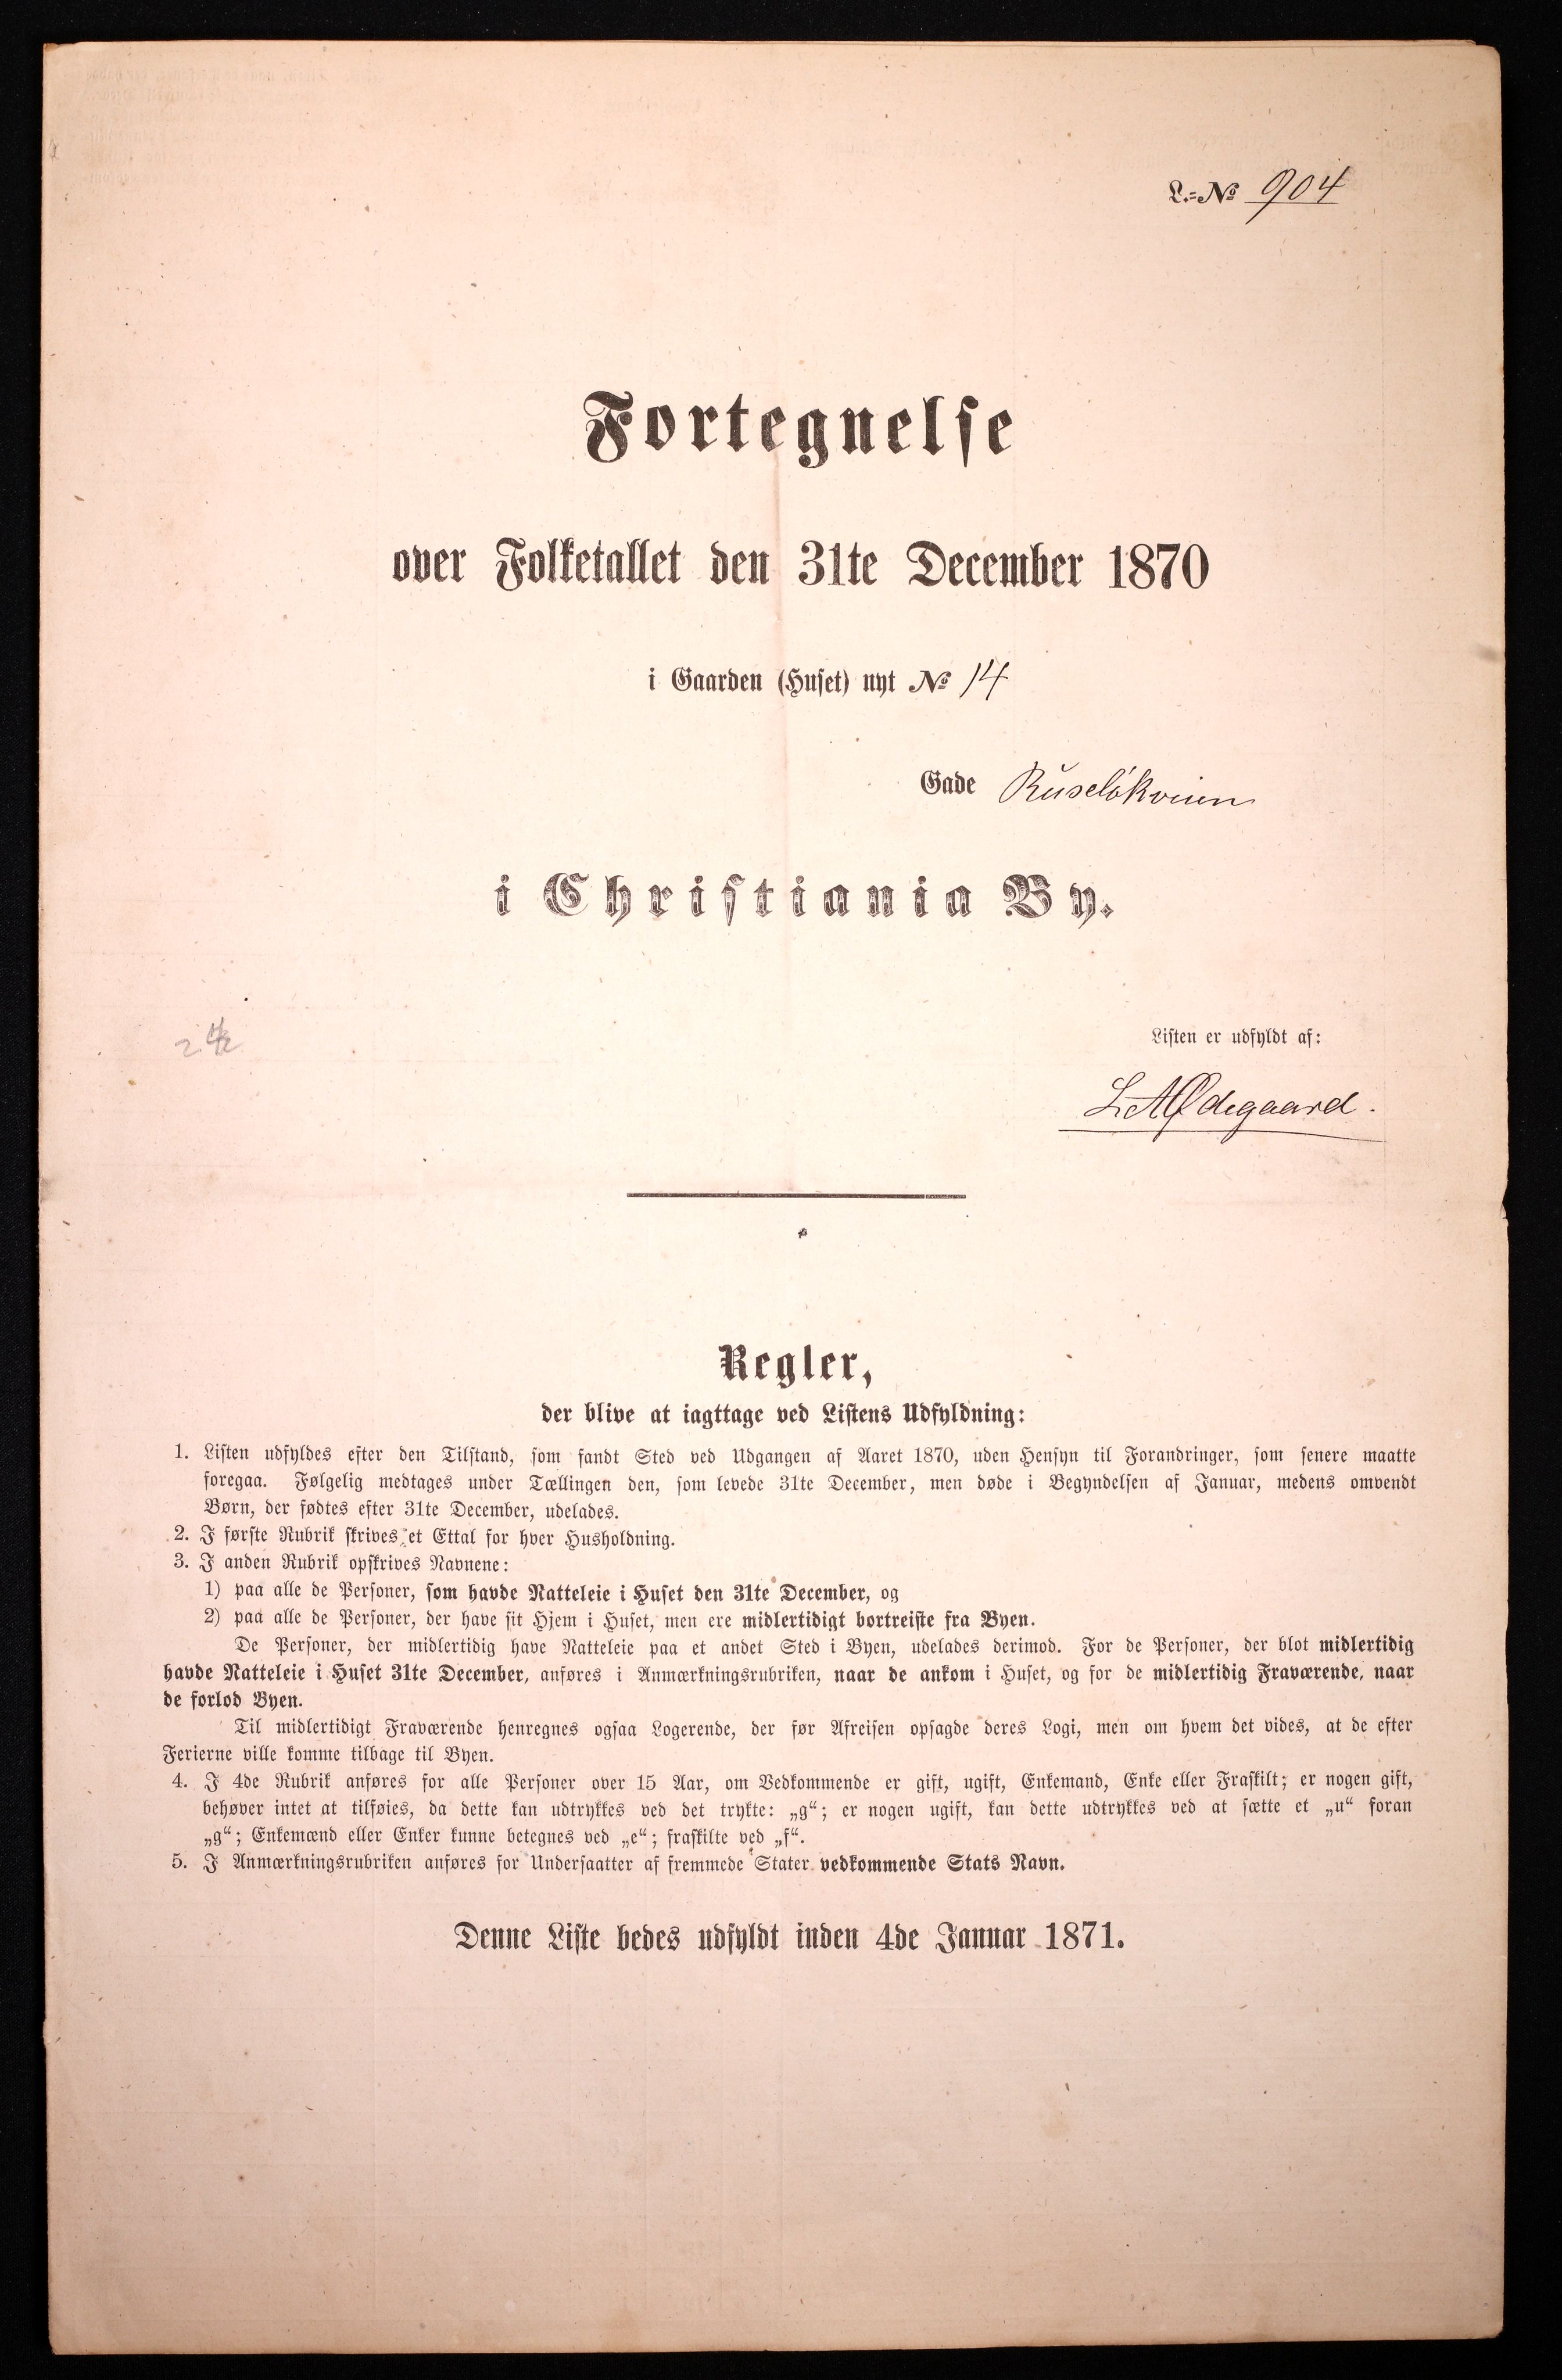 L.-№ 904
Fortegnelse
over Folketallet den 31te December 1870
i Gaarden (Huset) nyt № 14
Gade Ruseløkveien
i Christiania By.
Listen er udfyldt af:
L. A. Ødegaard.
Regler,
der blive at iagttage ved Listens Udfyldning:
1. Listen udfyldes efter den Tilstand, som fandt Sted ved Udgangen af Aaret 1870, uden Hensyn til Forandringer, som senere maatte
foregaa. Følgelig medtages under Tællingen den, som levede 31te December, men døde i Begyndelsen af Januar, medens omvendt
Børn, der fødtes efter 31te December, udelades.
2. I første Rubrik skrives et Ettal for hver Husholdning.
3. I anden Rubrik opskrives Navnene:
1) paa alle de Personer, som havde Natteleie i Huset den 31te December, og
2) paa alle de Personer, der have sit Hjem i Huset, men ere midlertidigt bortreiste fra Byen.
De Personer, der midlertidig have Natteleie paa et andet Sted i Byen, udelades derimod. For de Personer, der blot midlertidig
havde Natteleie i Huset 31te December, anføres i Anmærkningsrubriken, naar de ankom i Huset, og for de midlertidig Fraværende, naar
de forlod Byen.
Til midlertidigt Fraværende henregnes ogsaa Logerende, der før Afreisen opsagde deres Logi, men om hvem det vides, at de efter
Ferierne ville komme tilbage til Byen.
4. I 4de Rubrik anføres for alle Personer over 15 Aar, om Vedkommende er gift, ugift, Enkemand, Enke eller Fraskilt; er nogen gift,
behøver intet at tilføies, da dette kan udtrykkes ved det trykte: „g“; er nogen ugift, kan dette udtrykkes ved at sætte et „u“ foran
„g“; Enkemænd eller Enker kunne betegnes ved „e“; fraskilte ved „f“.
5. I Anmærkningsrubriken anføres for Undersaatter af fremmede Stater vedkommende Stats Navn.
Denne Liste bedes udfyldt inden 4de Januar 1871.